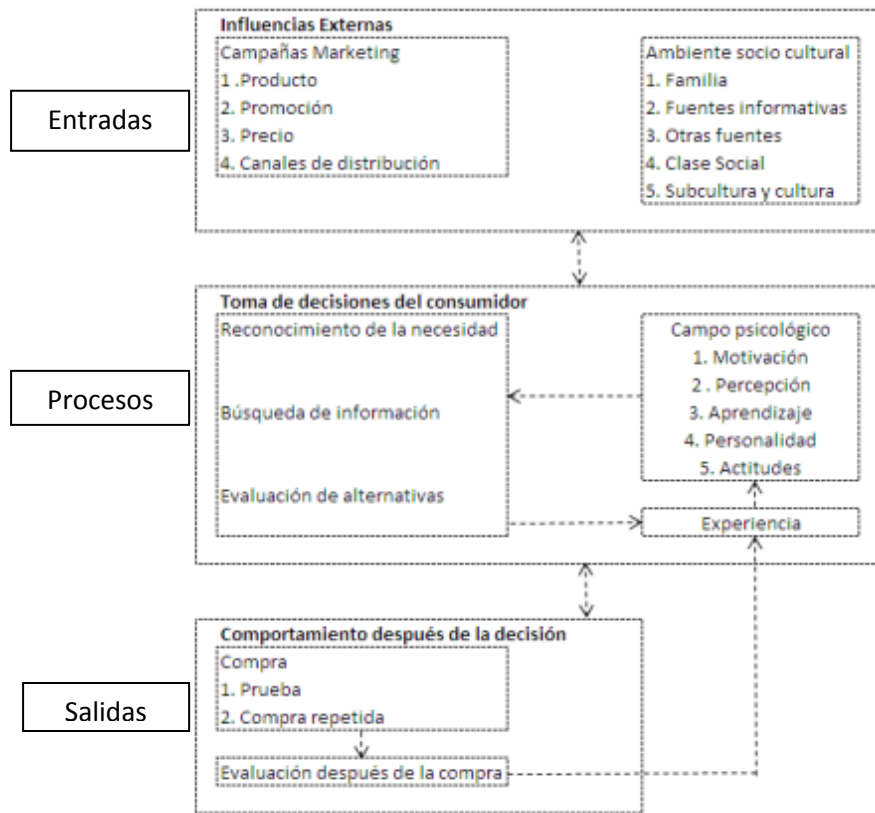 Influencias Externas
Campañas Marketing
1 .Producto
2. Promoción
3. Precio
4. Canales de distribución
Ambiente socio cultural
1. Familia
2. Fuentes informativas
3. Otras fuentes
4. Clase Social
5. Subcultura y cultura
Entradas
Toma de decisiones del consumidor
Reconocimiento de la necesidad
Búsqueda de información
Evaluación de alternativas
Campo psicológico
1. Motivación
2 . Percepción
3. Aprendizaje
4. Personalidad
5. Actitudes
Experiencia
Procesos
Comportamiento después de la decisión
Compra
1. Prueba
2. Compra repetida
Evaluación después de la compra
Salidas